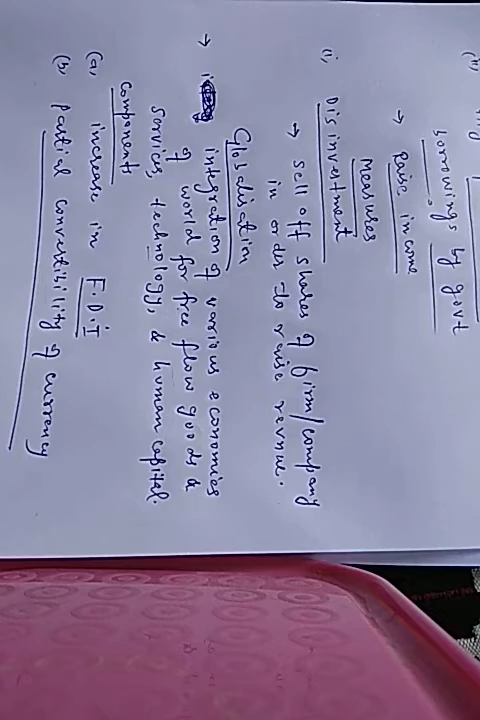 (ii)
borrowings by govt
→ Raise income
Measures
(i) Disinvestment
→ Sell off shares of firm/company
in order to raise revnue.
Globalisation
→ integration of various economies
of world for free flow goods &
services, technology, & human capital.
Components
(a) increase in F.D.I
(b) partial convertibility of currency